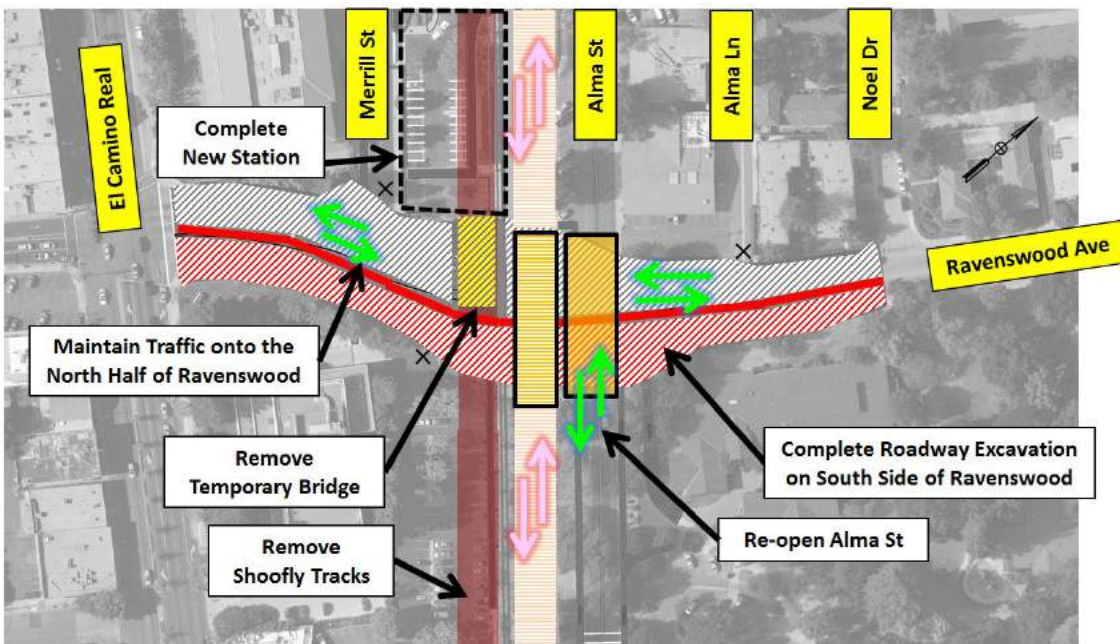 El Camino Real
Merrill St
Alma St
Alma Ln
Noel Dr
Complete
New Station
Ravenswood Ave
Maintain Traffic onto the
North Half of Ravenswood
Remove
Temporary Bridge
Complete Roadway Excavation
on South Side of Ravenswood
Remove
Shoofly Tracks
Re-open Alma St